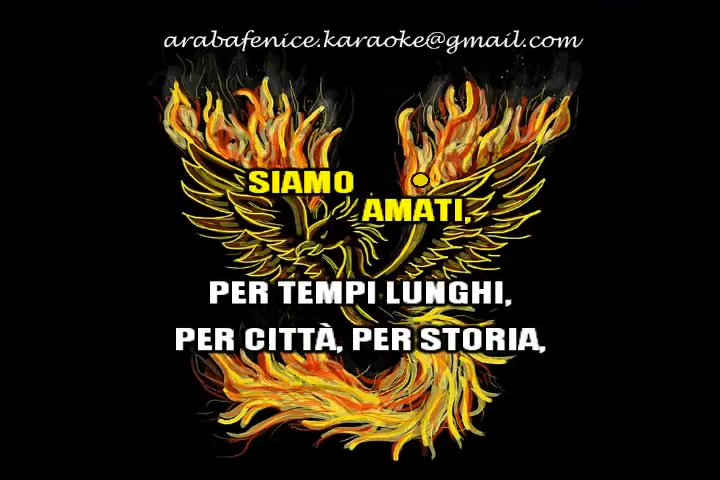 arabafenice.karaoke@gmail.com
SIAMO
AMATI,
PER TEMPI LUNGHI,
PER CITTÀ, PER STORIA,